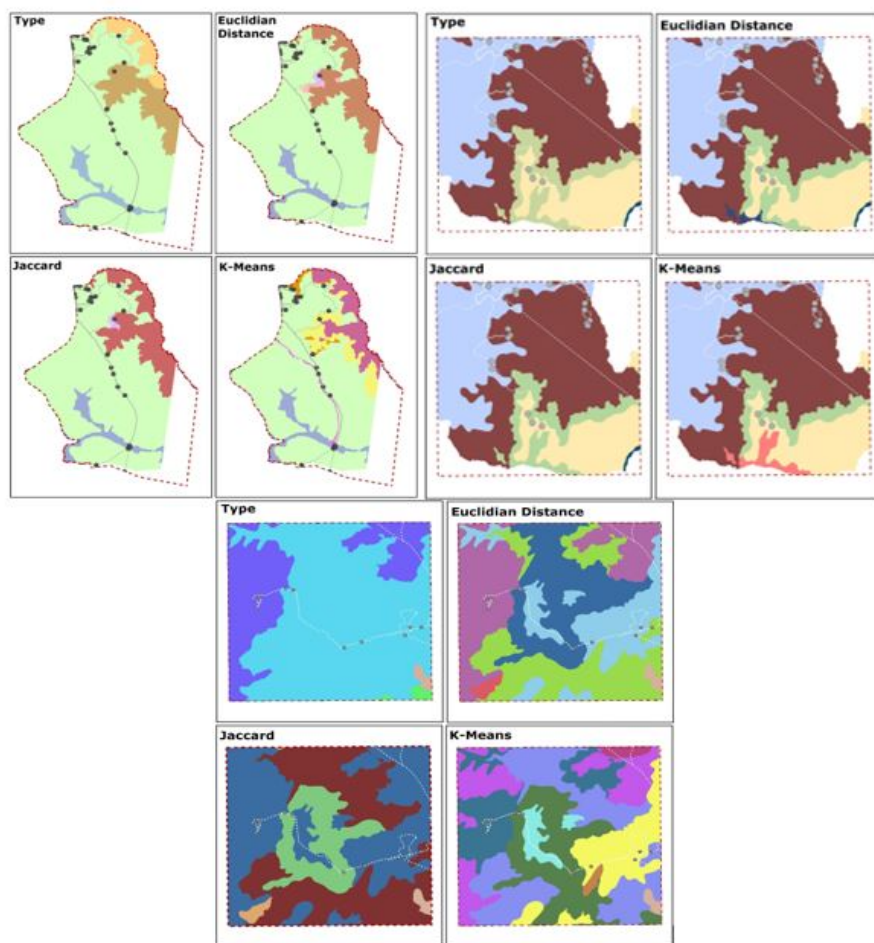 Type
Euclidian
Distance
Type
Euclidian Distance
Jaccard
K-Means
Jaccard
K-Means
Type
Euclidian Distance
Jaccard
K-Means